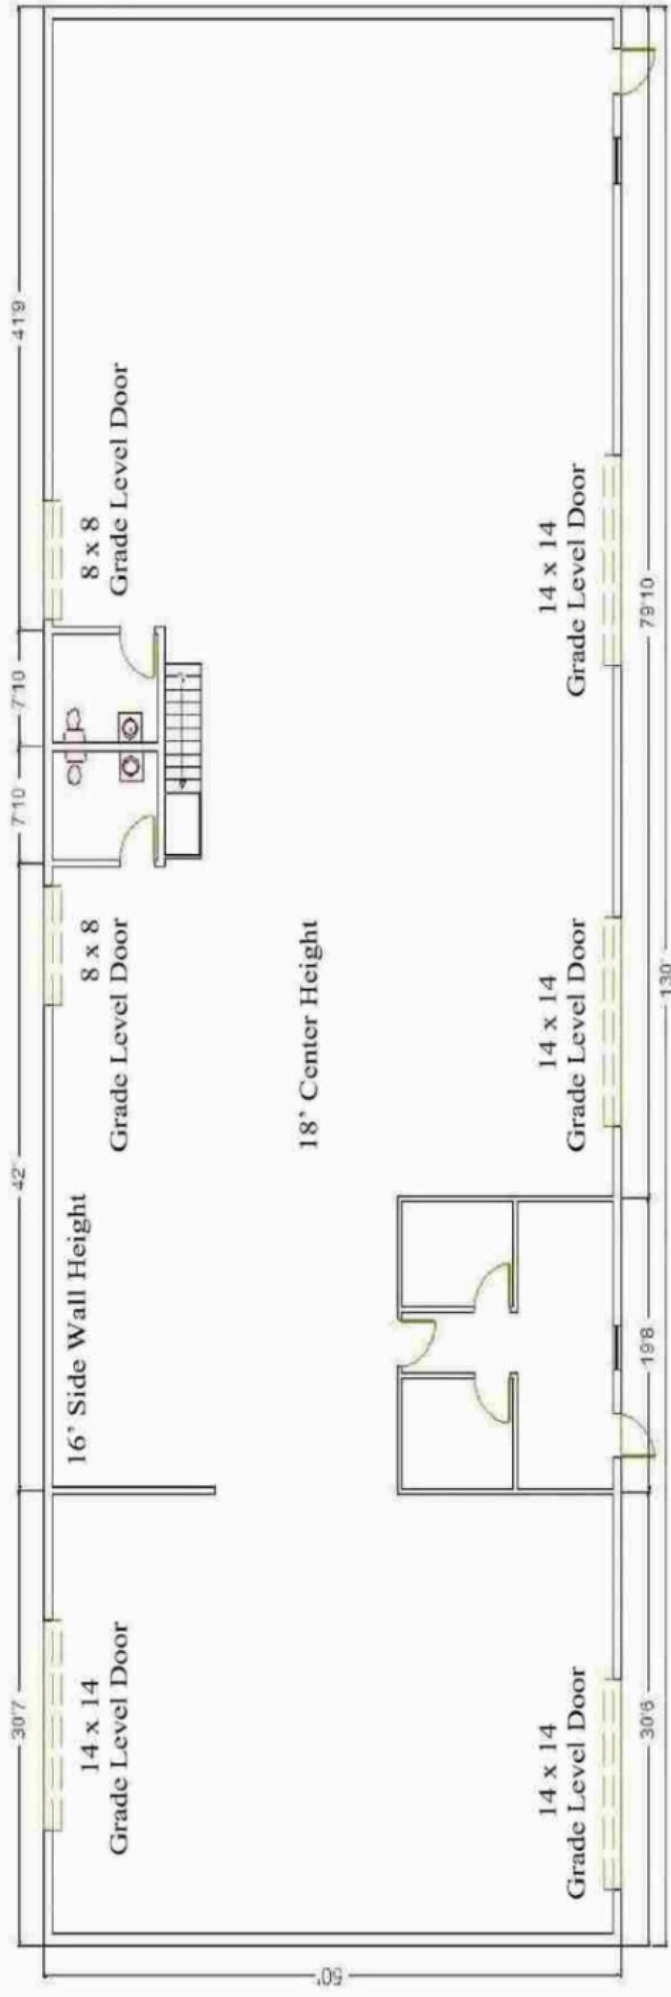 30'7
42'
7'10
7'10
41'9
14 x 14
Grade Level Door
16' Side Wall Height
8 x 8
Grade Level Door
8 x 8
Grade Level Door
18' Center Height
14 x 14
Grade Level Door
14 x 14
Grade Level Door
14 x 14
Grade Level Door
30'6
19'8
79'10
130'
50'